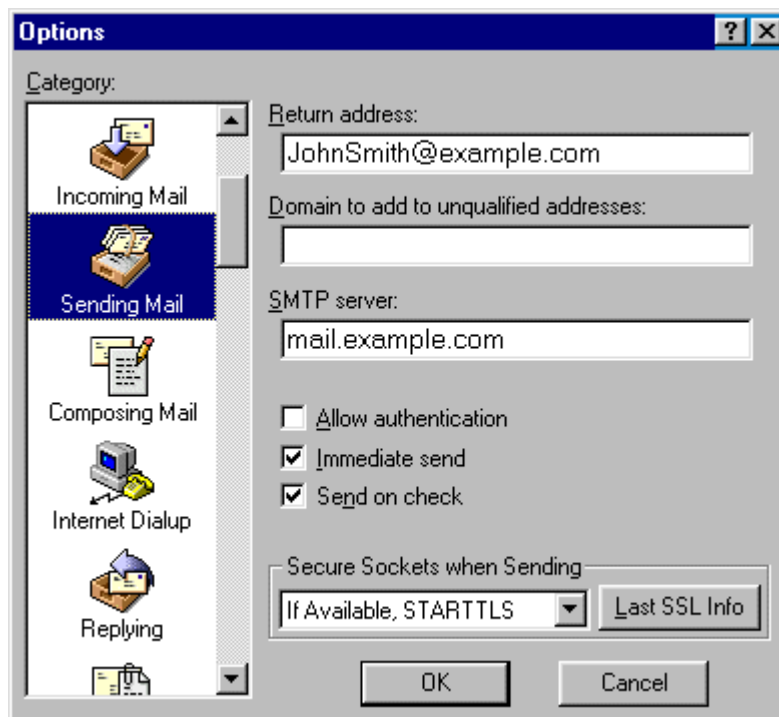 Options
Category:
Incoming Mail
Sending Mail
Composing Mail
Internet Dialup
Replying
Return address:
JohnSmith@example.com
Domain to add to unqualified addresses:
SMTP server:
mail.example.com
Allow authentication
Immediate send
Send on check
Secure Sockets when Sending
If Available, STARTTLS
Last SSL Info
OK
Cancel